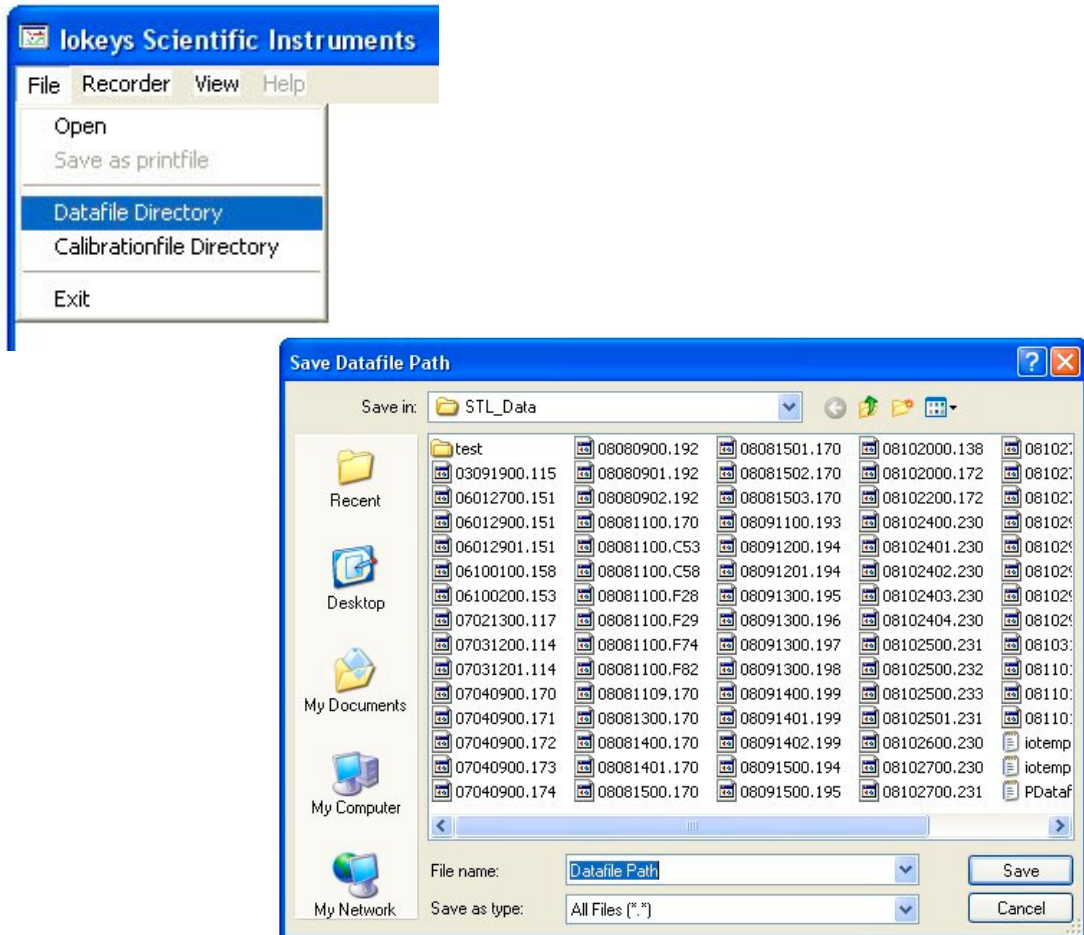 Iokeys Scientific Instruments
File Recorder View Help
Open
Save as printfile
Datafile Directory
Calibrationfile Directory
Exit
Save Datafile Path
Save in: STL_Data
Recent
Desktop
My Documents
My Computer
My Network
test
03091900.115
06012700.151
06012900.151
06012901.151
06100100.158
06100200.153
07021300.117
07031200.114
07031201.114
07040900.170
07040900.171
07040900.172
07040900.173
07040900.174
08080900.192
08080901.192
08080902.192
08081100.170
08081100.C53
08081100.C58
08081100.F28
08081100.F29
08081100.F74
08081100.F82
08081109.170
08081300.170
08081400.170
08081401.170
08081500.170
08081501.170
08081502.170
08081503.170
08091100.193
08091200.194
08091201.194
08091300.195
08091300.196
08091300.197
08091300.198
08091400.199
08091401.199
08091402.199
08091500.194
08091500.195
08102000.138
08102000.172
08102200.172
08102400.230
08102401.230
08102402.230
08102403.230
08102404.230
08102500.231
08102500.232
08102500.233
08102501.231
08102600.230
08102700.230
08102700.231
iotemp
iotemp
PDataf
File name: Datafile Path
Save
Save as type: All Files (*.*)
Cancel